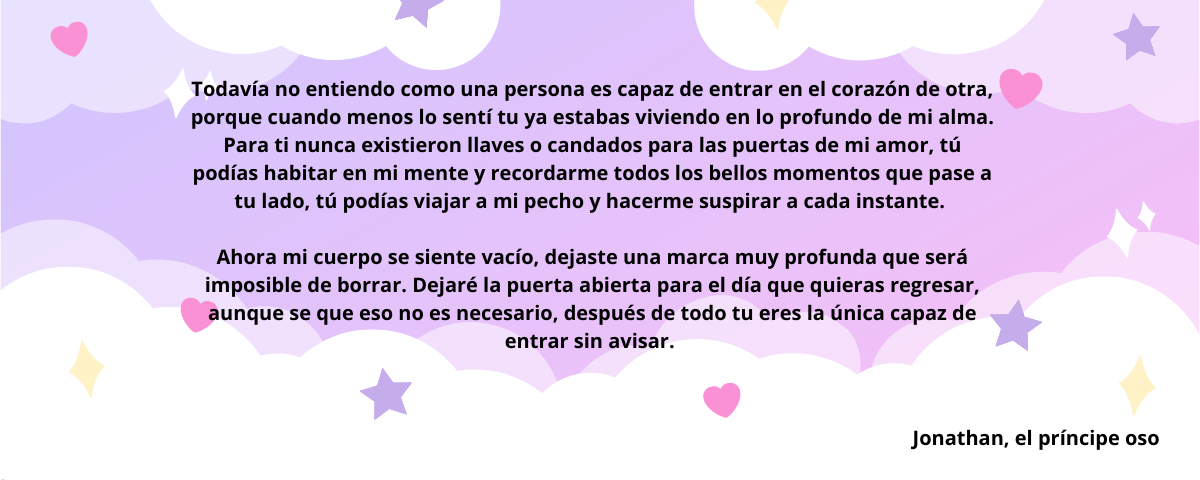 Todavía no entiendo como una persona es capaz de entrar en el corazón de otra,
porque cuando menos lo sentí tu ya estabas viviendo en lo profundo de mi alma.
Para ti nunca existieron llaves o candados para las puertas de mi amor, tú
podías habitar en mi mente y recordarme todos los bellos momentos que pase a
tu lado, tú podías viajar a mi pecho y hacerme suspirar a cada instante.
Ahora mi cuerpo se siente vacío, dejaste una marca muy profunda que será
imposible de borrar. Dejaré la puerta abierta para el día que quieras regresar,
aunque se que eso no es necesario, después de todo tu eres la única capaz de
entrar sin avisar.
Jonathan, el príncipe oso